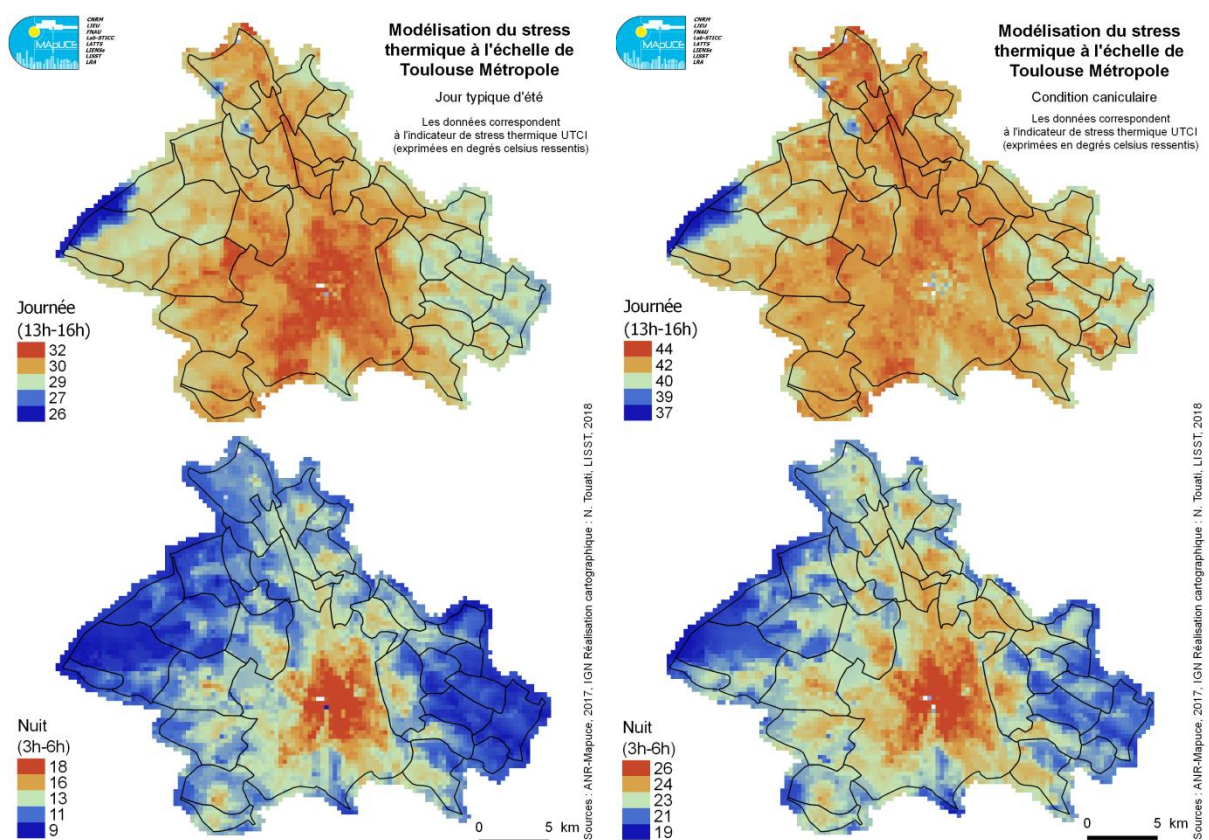 MApUCE
CNRM
LIEU
FNAU
Lab-STICC
LATTS
LIENSs
LISST
LRA
Modélisation du stress
thermique à l'échelle de
Toulouse Métropole
Jour typique d'été
Les données correspondent
à l'indicateur de stress thermique UTCI
(exprimées en degrés celsius ressentis)
Journée
(13h-16h)
32
30
29
27
26
Nuit
(3h-6h)
18
16
13
11
9
0 5 km
Sources : ANR-Mapuce, 2017, IGN Réalisation cartographique : N. Touati, LISST, 2018
MApUCE
CNRM
LIEU
FNAU
Lab-STICC
LATTS
LIENSs
LISST
LRA
Modélisation du stress
thermique à l'échelle de
Toulouse Métropole
Condition caniculaire
Les données correspondent
à l'indicateur de stress thermique UTCI
(exprimées en degrés celsius ressentis)
Journée
(13h-16h)
44
42
40
39
37
Nuit
(3h-6h)
26
24
23
21
19
0 5 km
Sources : ANR-Mapuce, 2017, IGN Réalisation cartographique : N. Touati, LISST, 2018